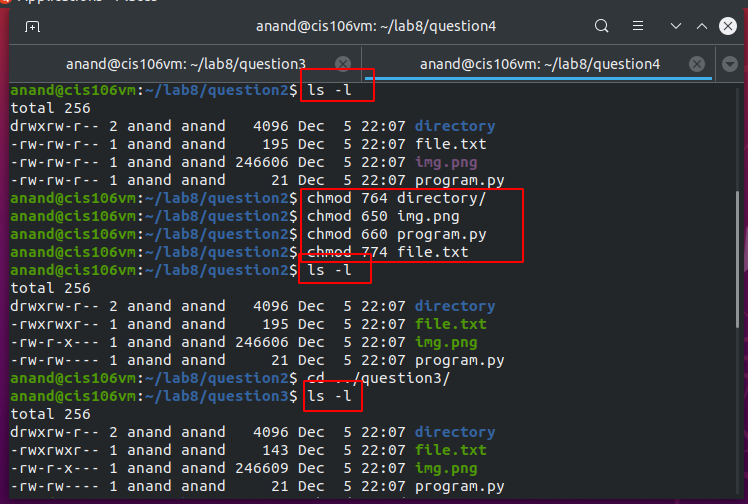 Applications
anand@cis106vm: ~/lab8/question4
anand@cis106vm: ~/lab8/question3
anand@cis106vm: ~/lab8/question4
anand@cis106vm:~/lab8/question2$ ls -l
total 256
drwxrw-r-- 2 anand anand 4096 Dec 5 22:07 directory
-rw-rw-r-- 1 anand anand 195 Dec 5 22:07 file.txt
-rw-rw-r-- 1 anand anand 246606 Dec 5 22:07 img.png
-rw-rw-r-- 1 anand anand 21 Dec 5 22:07 program.py
anand@cis106vm:~/lab8/question2$ chmod 764 directory/
anand@cis106vm:~/lab8/question2$ chmod 650 img.png
anand@cis106vm:~/lab8/question2$ chmod 660 program.py
anand@cis106vm:~/lab8/question2$ chmod 774 file.txt
anand@cis106vm:~/lab8/question2$ ls -l
total 256
drwxrw-r-- 2 anand anand 4096 Dec 5 22:07 directory
-rwxrwxr-- 1 anand anand 195 Dec 5 22:07 file.txt
-rw-r-x--- 1 anand anand 246606 Dec 5 22:07 img.png
-rw-rw---- 1 anand anand 21 Dec 5 22:07 program.py
anand@cis106vm:~/lab8/question2$ cd ../question3/
anand@cis106vm:~/lab8/question3$ ls -l
total 256
drwxrw-r-- 2 anand anand 4096 Dec 5 22:07 directory
-rwxrwxr-- 1 anand anand 143 Dec 5 22:07 file.txt
-rw-r-x--- 1 anand anand 246609 Dec 5 22:07 img.png
-rw-rw---- 1 anand anand 21 Dec 5 22:07 program.py